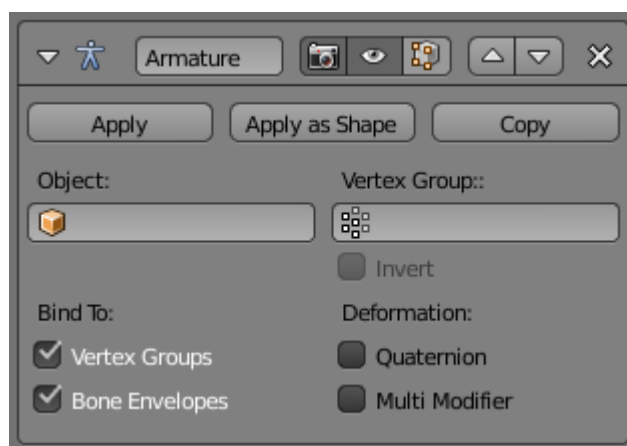 Armature
Apply Apply as Shape Copy
Object: Vertex Group::
Invert
Bind To: Deformation:
Vertex Groups Quaternion
Bone Envelopes Multi Modifier